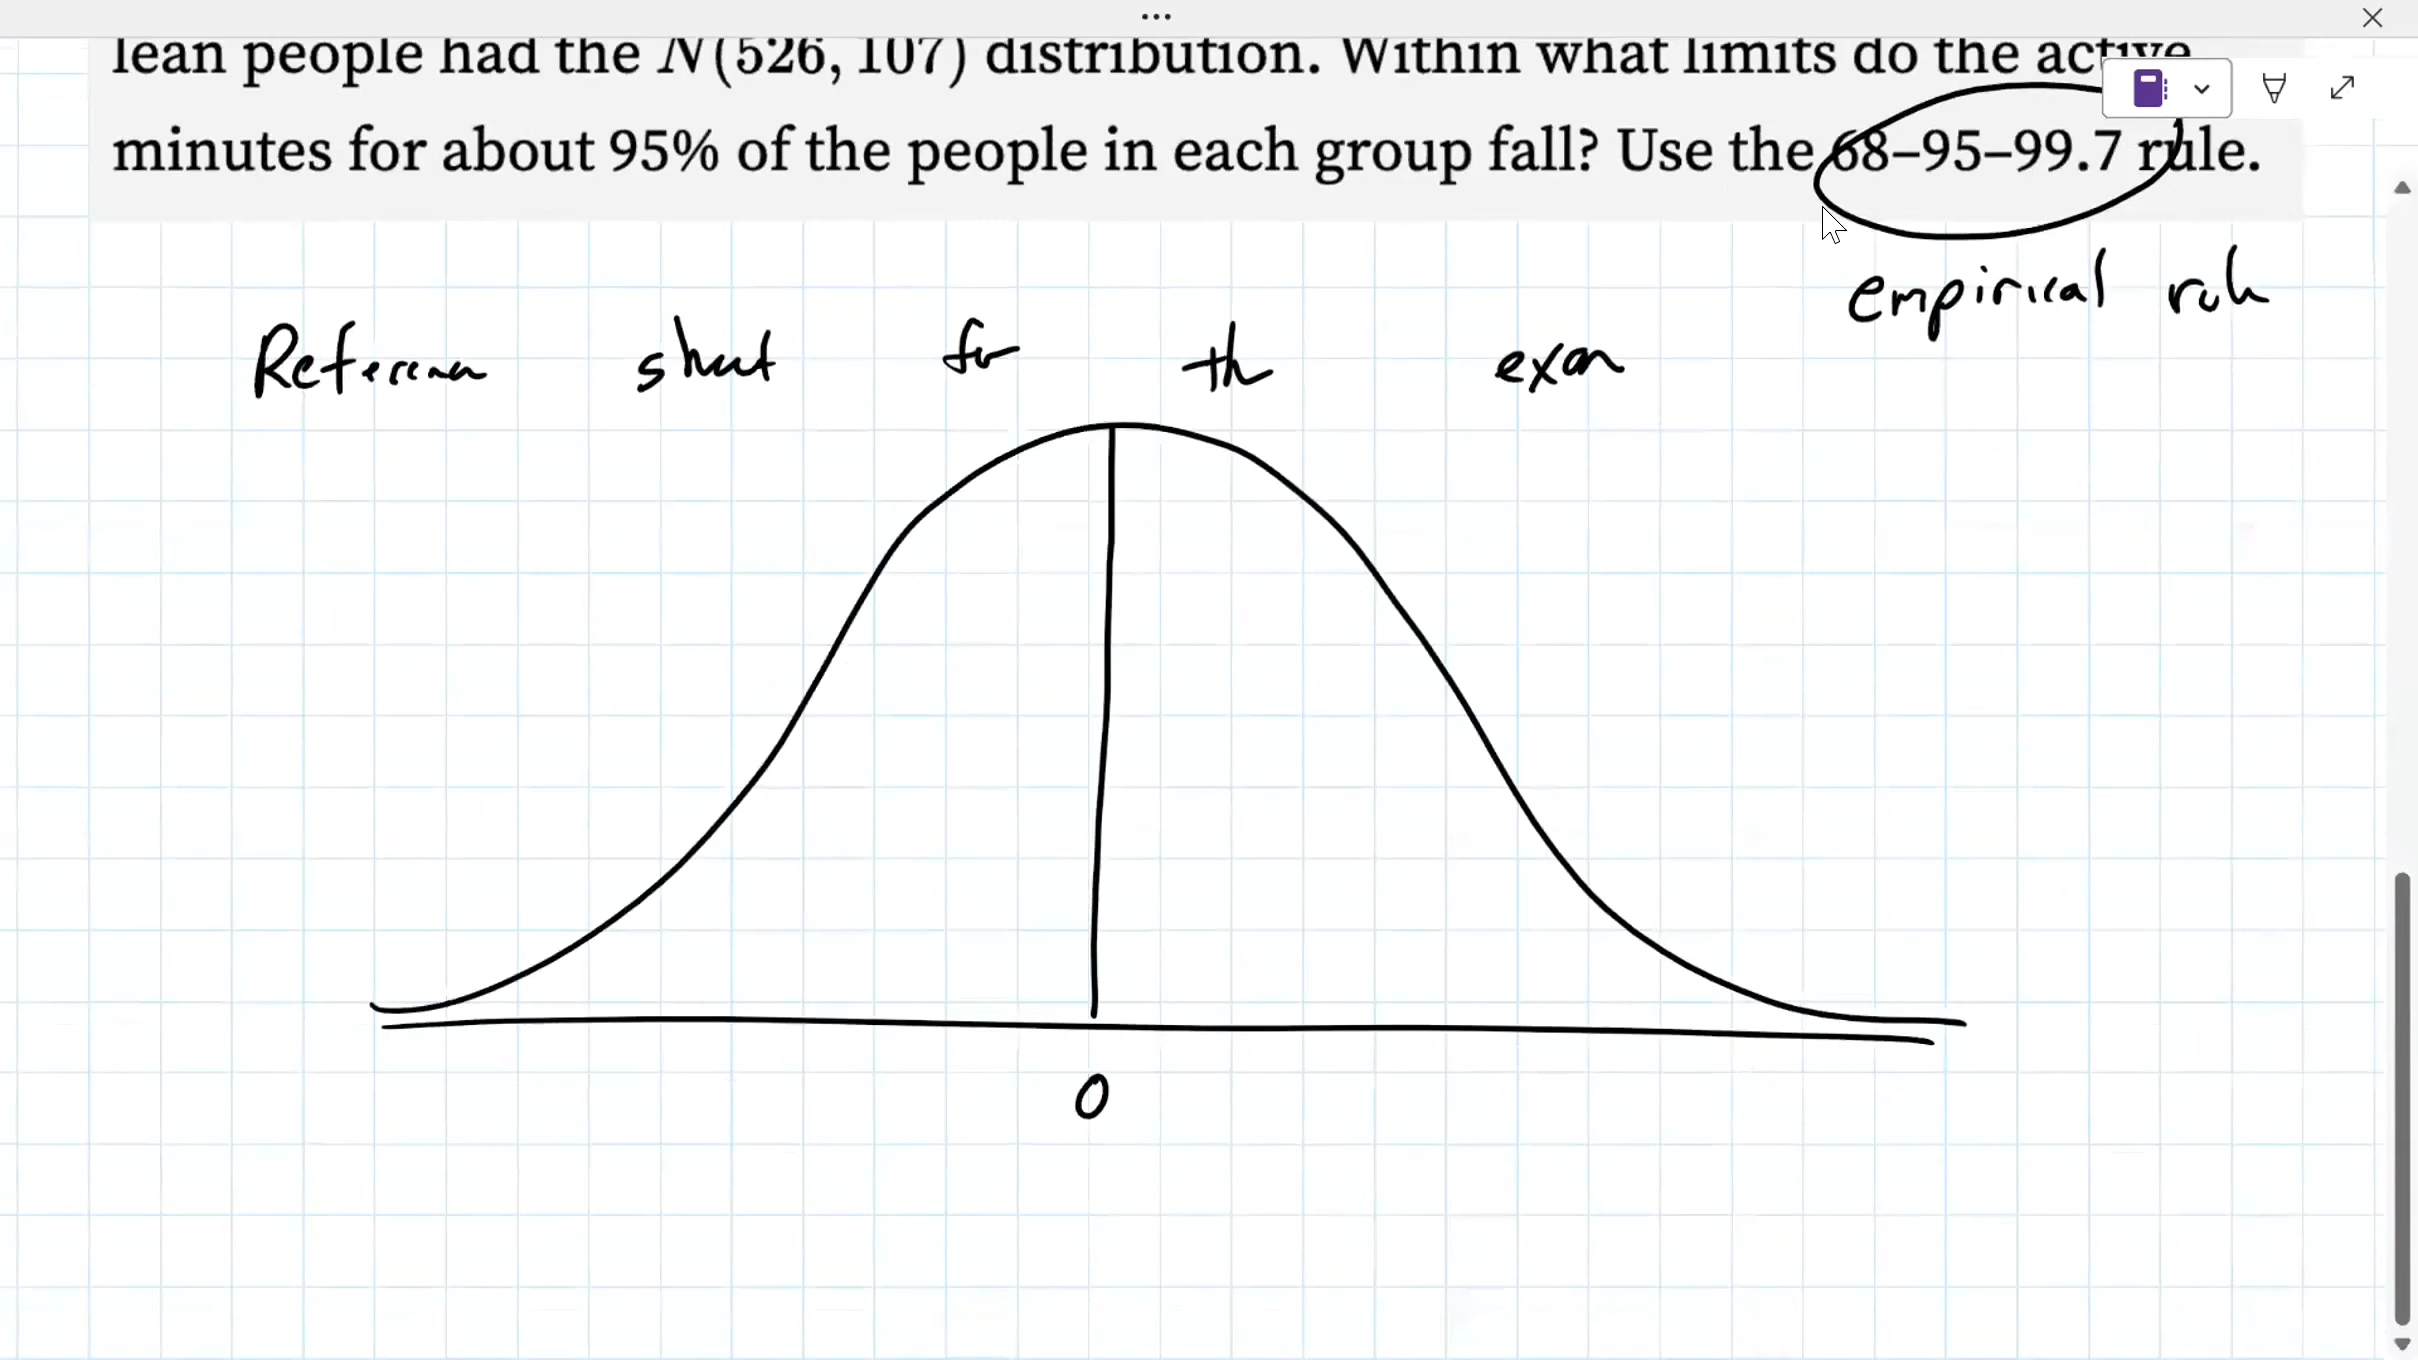 lean people had the N(526, 107) distribution. Within what limits do the active
minutes for about 95% of the people in each group fall? Use the 68–95–99.7 rule.
empirical rule
Reference sheet for the exam
0